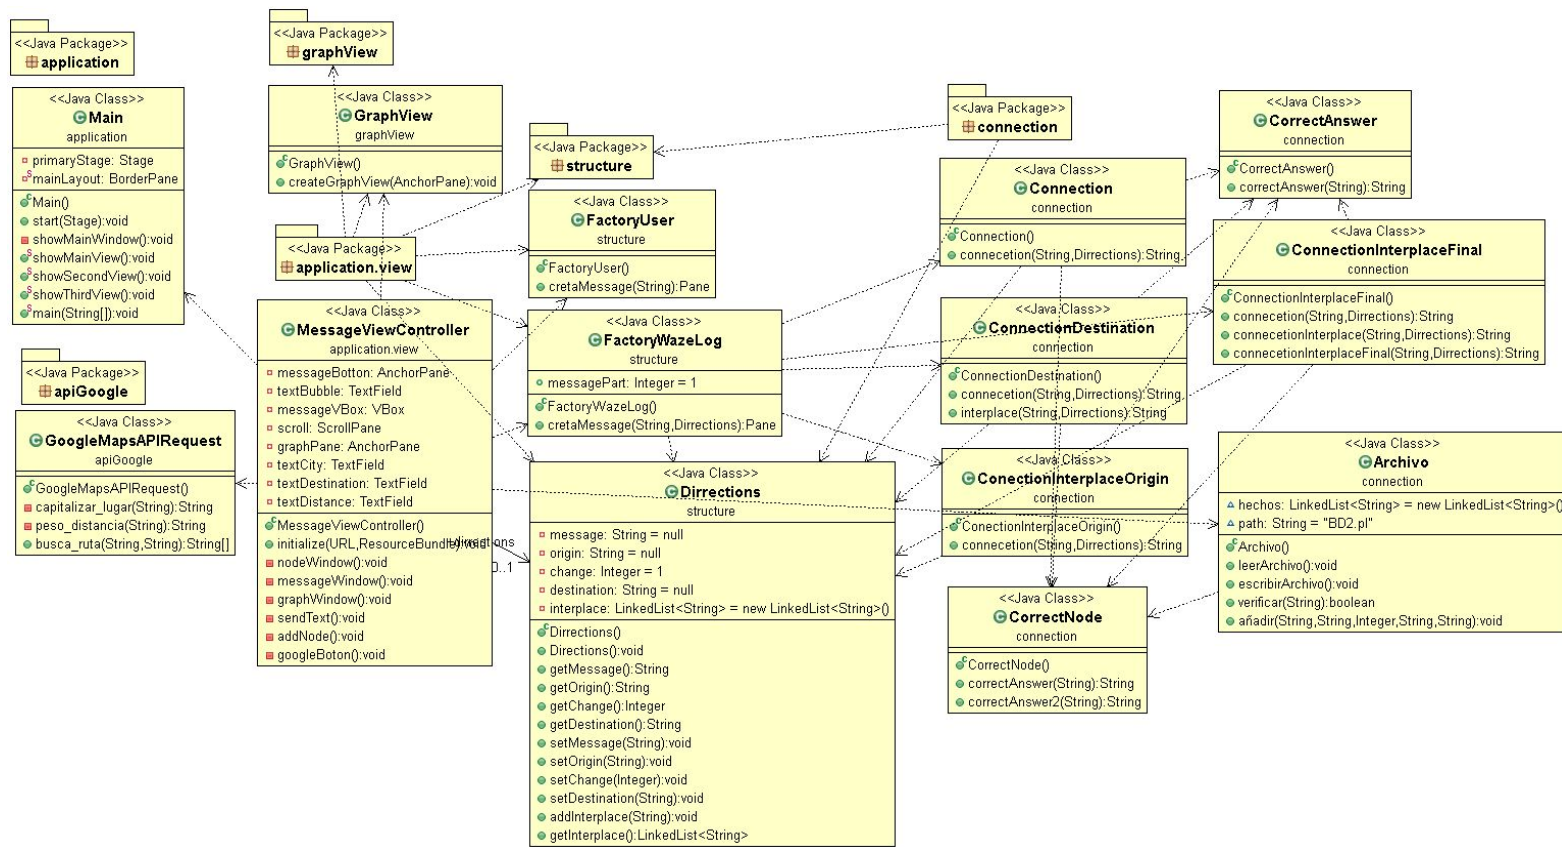 <<Java Package>>
application
<<Java Class>>
Main
application
primaryStage: Stage
mainLayout: BorderPane
Main()
start(Stage):void
showMainWindow():void
showMainView():void
showSecondView():void
showThirdView():void
main(String[]):void
<<Java Package>>
apiGoogle
<<Java Class>>
GoogleMapsAPIRequest
apiGoogle
GoogleMapsAPIRequest()
capitalizar_lugar(String):String
peso_distancia(String):String
busca_ruta(String,String):String[]
<<Java Package>>
graphView
<<Java Class>>
GraphView
graphView
GraphView()
createGraphView(AnchorPane):void
<<Java Package>>
application.view
<<Java Class>>
MessageViewController
application.view
messageBotton: AnchorPane
textBubble: TextField
messageVBox: VBox
scroll: ScrollPane
graphPane: AnchorPane
textCity: TextField
textDestination: TextField
textDistance: TextField
MessageViewController()
initialize(URL,ResourceBundle):void
nodeWindow():void
messageWindow():void
graphWindow():void
sendText():void
addNode():void
googleBoton():void
0..1
<<Java Package>>
structure
<<Java Class>>
FactoryUser
structure
FactoryUser()
cretaMessage(String):Pane
<<Java Class>>
FactoryWazeLog
structure
messagePart: Integer = 1
FactoryWazeLog()
cretaMessage(String,Dirrections):Pane
<<Java Class>>
Dirrections
structure
message: String = null
origin: String = null
change: Integer = 1
destination: String = null
interplace: LinkedList<String> = new LinkedList<String>()
Dirrections()
Directions():void
getMessage():String
getOrigin():String
getChange():Integer
getDestination():String
setMessage(String):void
setOrigin(String):void
setChange(Integer):void
setDestination(String):void
addInterplace(String):void
getInterplace():LinkedList<String>
<<Java Package>>
connection
<<Java Class>>
Connection
connection
Connection()
connecetion(String,Dirrections):String
<<Java Class>>
ConnectionDestination
connection
ConnectionDestination()
connecetion(String,Dirrections):String
interplace(String,Dirrections):String
<<Java Class>>
ConectionInterplaceOrigin
connection
ConectionInterplaceOrigin()
connecetion(String,Dirrections):String
<<Java Class>>
CorrectNode
connection
CorrectNode()
correctAnswer(String):String
correctAnswer2(String):String
<<Java Class>>
CorrectAnswer
connection
CorrectAnswer()
correctAnswer(String):String
<<Java Class>>
ConnectionInterplaceFinal
connection
ConnectionInterplaceFinal()
connecetion(String,Dirrections):String
connecetionInterplace(String,Dirrections):String
connecetionInterplaceFinal(String,Dirrections):String
<<Java Class>>
Archivo
connection
hechos: LinkedList<String> = new LinkedList<String>()
path: String = "BD2.pl"
Archivo()
leerArchivo():void
escribirArchivo():void
verificar(String):boolean
añadir(String,String,Integer,String,String):void